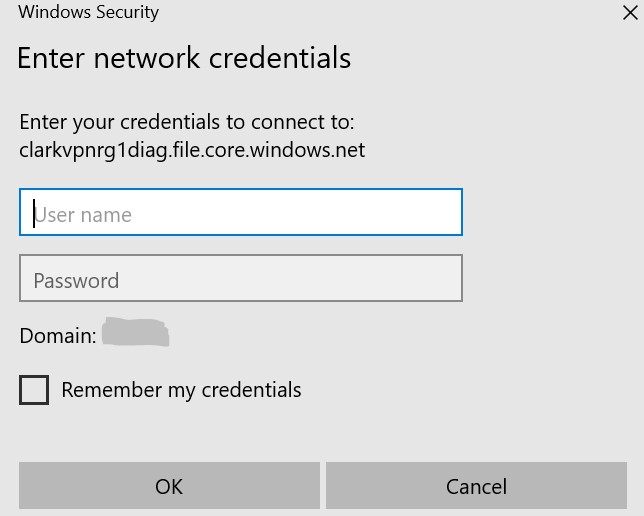 Windows Security
Enter network credentials
Enter your credentials to connect to:
clarkvpnrg1diag.file.core.windows.net
User name
Password
Domain:
Remember my credentials
OK
Cancel